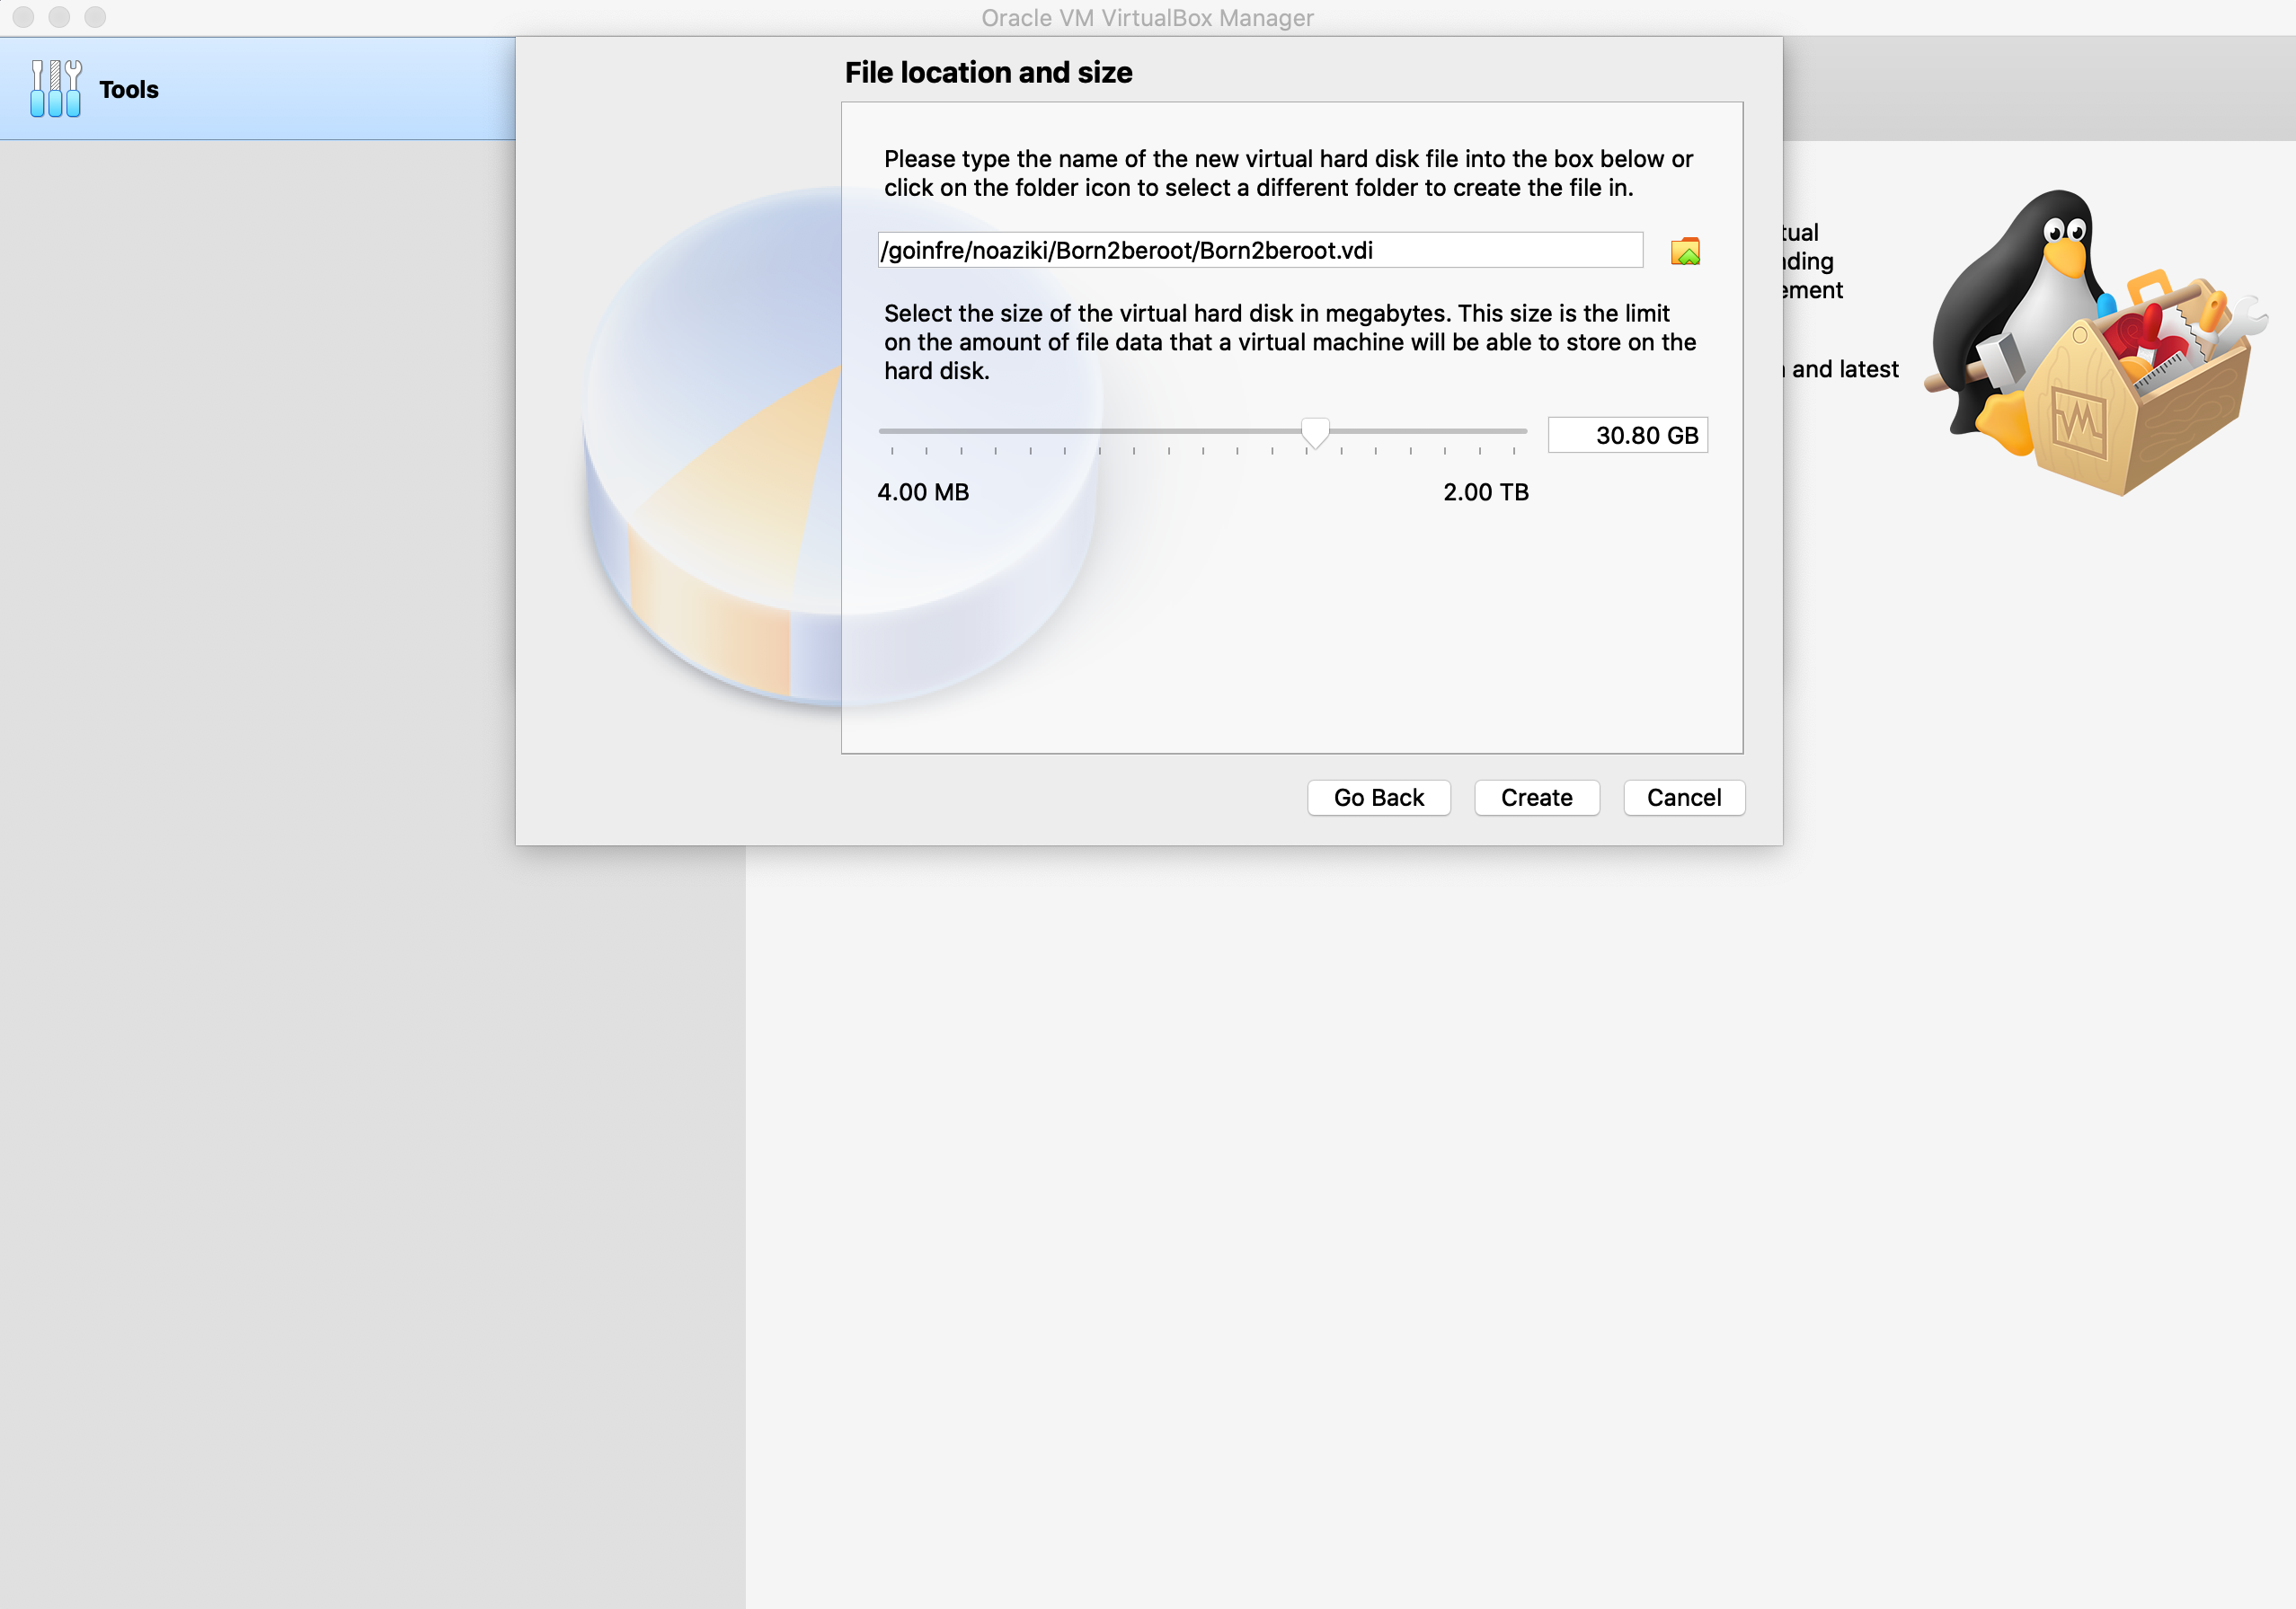 Oracle VM VirtualBox Manager
Tools
File location and size
Please type the name of the new virtual hard disk file into the box below or
click on the folder icon to select a different folder to create the file in.
/goinfre/noaziki/Born2beroot/Born2beroot.vdi
Select the size of the virtual hard disk in megabytes. This size is the limit
on the amount of file data that a virtual machine will be able to store on the
hard disk.
30.80 GB
4.00 MB
2.00 TB
Go Back
Create
Cancel
and latest